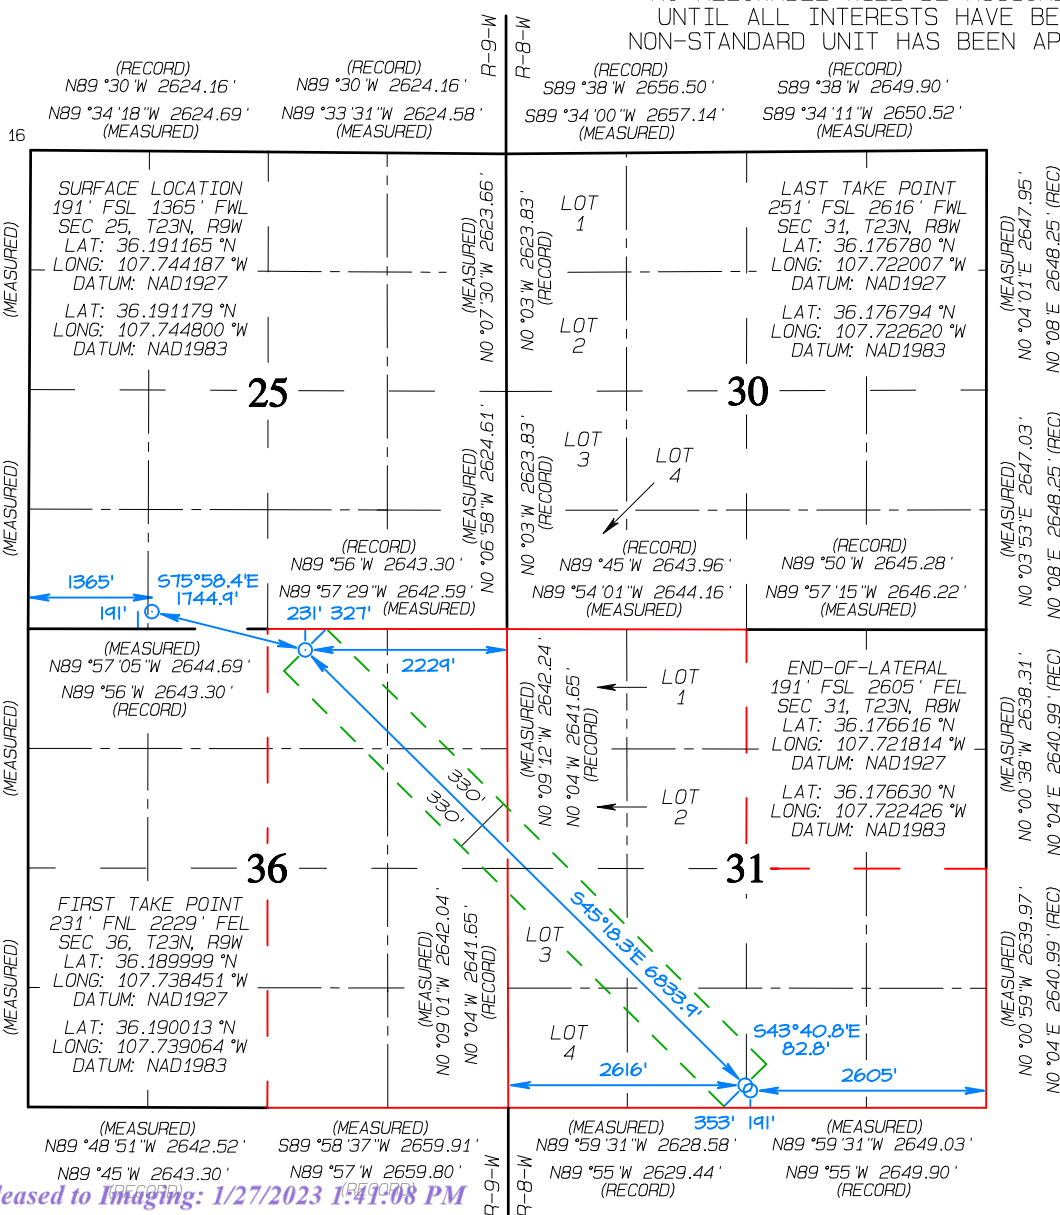 UNTIL ALL INTERESTS HAVE BE
NON-STANDARD UNIT HAS BEEN AP
R-9-W
R-8-W
(RECORD)
N89°30'W 2624.16'
N89°34'18"W 2624.69'
(MEASURED)
(RECORD)
N89°30'W 2624.16'
N89°33'31"W 2624.58'
(MEASURED)
(RECORD)
S89°38'W 2656.50'
S89°34'00"W 2657.14'
(MEASURED)
(RECORD)
S89°38'W 2649.90'
S89°34'11"W 2650.52'
(MEASURED)
16
SURFACE LOCATION
191' FSL 1365' FWL
SEC 25, T23N, R9W
LAT: 36.191165°N
LONG: 107.744187°W
DATUM: NAD1927
LAT: 36.191179°N
LONG: 107.744800°W
DATUM: NAD1983
(MEASURED)
(MEASURED)
N0°07'30"W 2623.66'
N0°03'W 2623.83'
(RECORD)
LOT
1
LOT
2
LAST TAKE POINT
251' FSL 2616' FWL
SEC 31, T23N, R8W
LAT: 36.176780°N
LONG: 107.722007°W
DATUM: NAD1927
LAT: 36.176794°N
LONG: 107.722620°W
DATUM: NAD1983
(MEASURED)
N0°04'01"E 2647.95'
N0°08'E 2648.25' (REC)
25
30
(MEASURED)
(MEASURED)
N0°06'58"W 2624.61'
N0°03'W 2623.83'
(RECORD)
LOT
3
LOT
4
(MEASURED)
N0°03'53"E 2647.03'
N0°08'E 2648.25' (REC)
(RECORD)
N89°56'W 2643.30'
N89°57'29"W 2642.59'
(MEASURED)
(RECORD)
N89°45'W 2643.96'
N89°54'01"W 2644.16'
(MEASURED)
(RECORD)
N89°50'W 2645.28'
N89°57'15"W 2646.22'
(MEASURED)
1365'
S75°58.4'E
1744.9'
191'
231' 327'
2229'
(MEASURED)
N89°57'05"W 2644.69'
N89°56'W 2643.30'
(RECORD)
(MEASURED)
(MEASURED)
N0°09'12"W 2642.24'
N0°04'W 2641.65'
(RECORD)
LOT
1
LOT
2
END-OF-LATERAL
191' FSL 2605' FEL
SEC 31, T23N, R8W
LAT: 36.176616°N
LONG: 107.721814°W
DATUM: NAD1927
LAT: 36.176630°N
LONG: 107.722426°W
DATUM: NAD1983
(MEASURED)
N0°00'38"W 2638.31'
N0°04'E 2640.99' (REC)
330'
330'
36
31
FIRST TAKE POINT
231' FNL 2229' FEL
SEC 36, T23N, R9W
LAT: 36.189999°N
LONG: 107.738451°W
DATUM: NAD1927
LAT: 36.190013°N
LONG: 107.739064°W
DATUM: NAD1983
(MEASURED)
(MEASURED)
N0°09'01"W 2642.04'
N0°04'W 2641.65'
(RECORD)
LOT
3
LOT
4
S45°18.3'E 6833.9'
S43°40.8'E
82.8'
2616'
2605'
353' 191'
(MEASURED)
N0°00'59"W 2639.97'
N0°04'E 2640.99' (REC)
(MEASURED)
N89°48'51"W 2642.52'
N89°45'W 2643.30'
(RECORD)
(MEASURED)
S89°58'37"W 2659.91'
N89°57'W 2659.80'
(RECORD)
(MEASURED)
N89°59'31"W 2628.58'
N89°55'W 2629.44'
(RECORD)
(MEASURED)
N89°59'31"W 2649.03'
N89°55'W 2649.90'
(RECORD)
R-9-W
R-8-W
leased to Imaging: 1/27/2023 1:41:08 PM